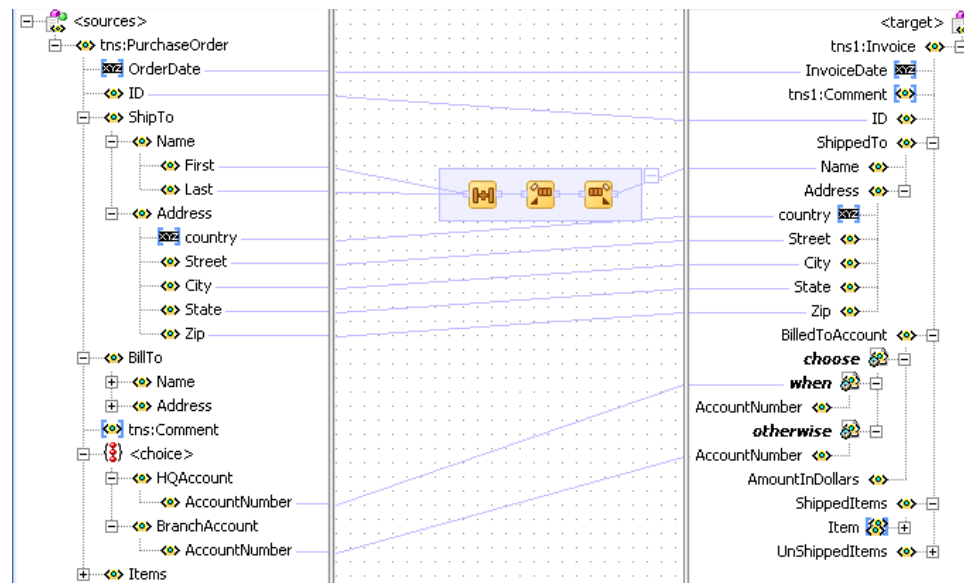 <sources>
tns:PurchaseOrder
OrderDate
ID
ShipTo
Name
First
Last
Address
country
Street
City
State
Zip
BillTo
Name
Address
tns:Comment
<choice>
HQAccount
AccountNumber
BranchAccount
AccountNumber
Items
<target>
tns1:Invoice
InvoiceDate
tns1:Comment
ID
ShippedTo
Name
Address
country
Street
City
State
Zip
BilledToAccount
choose
when
AccountNumber
otherwise
AccountNumber
AmountInDollars
ShippedItems
Item
UnShippedItems